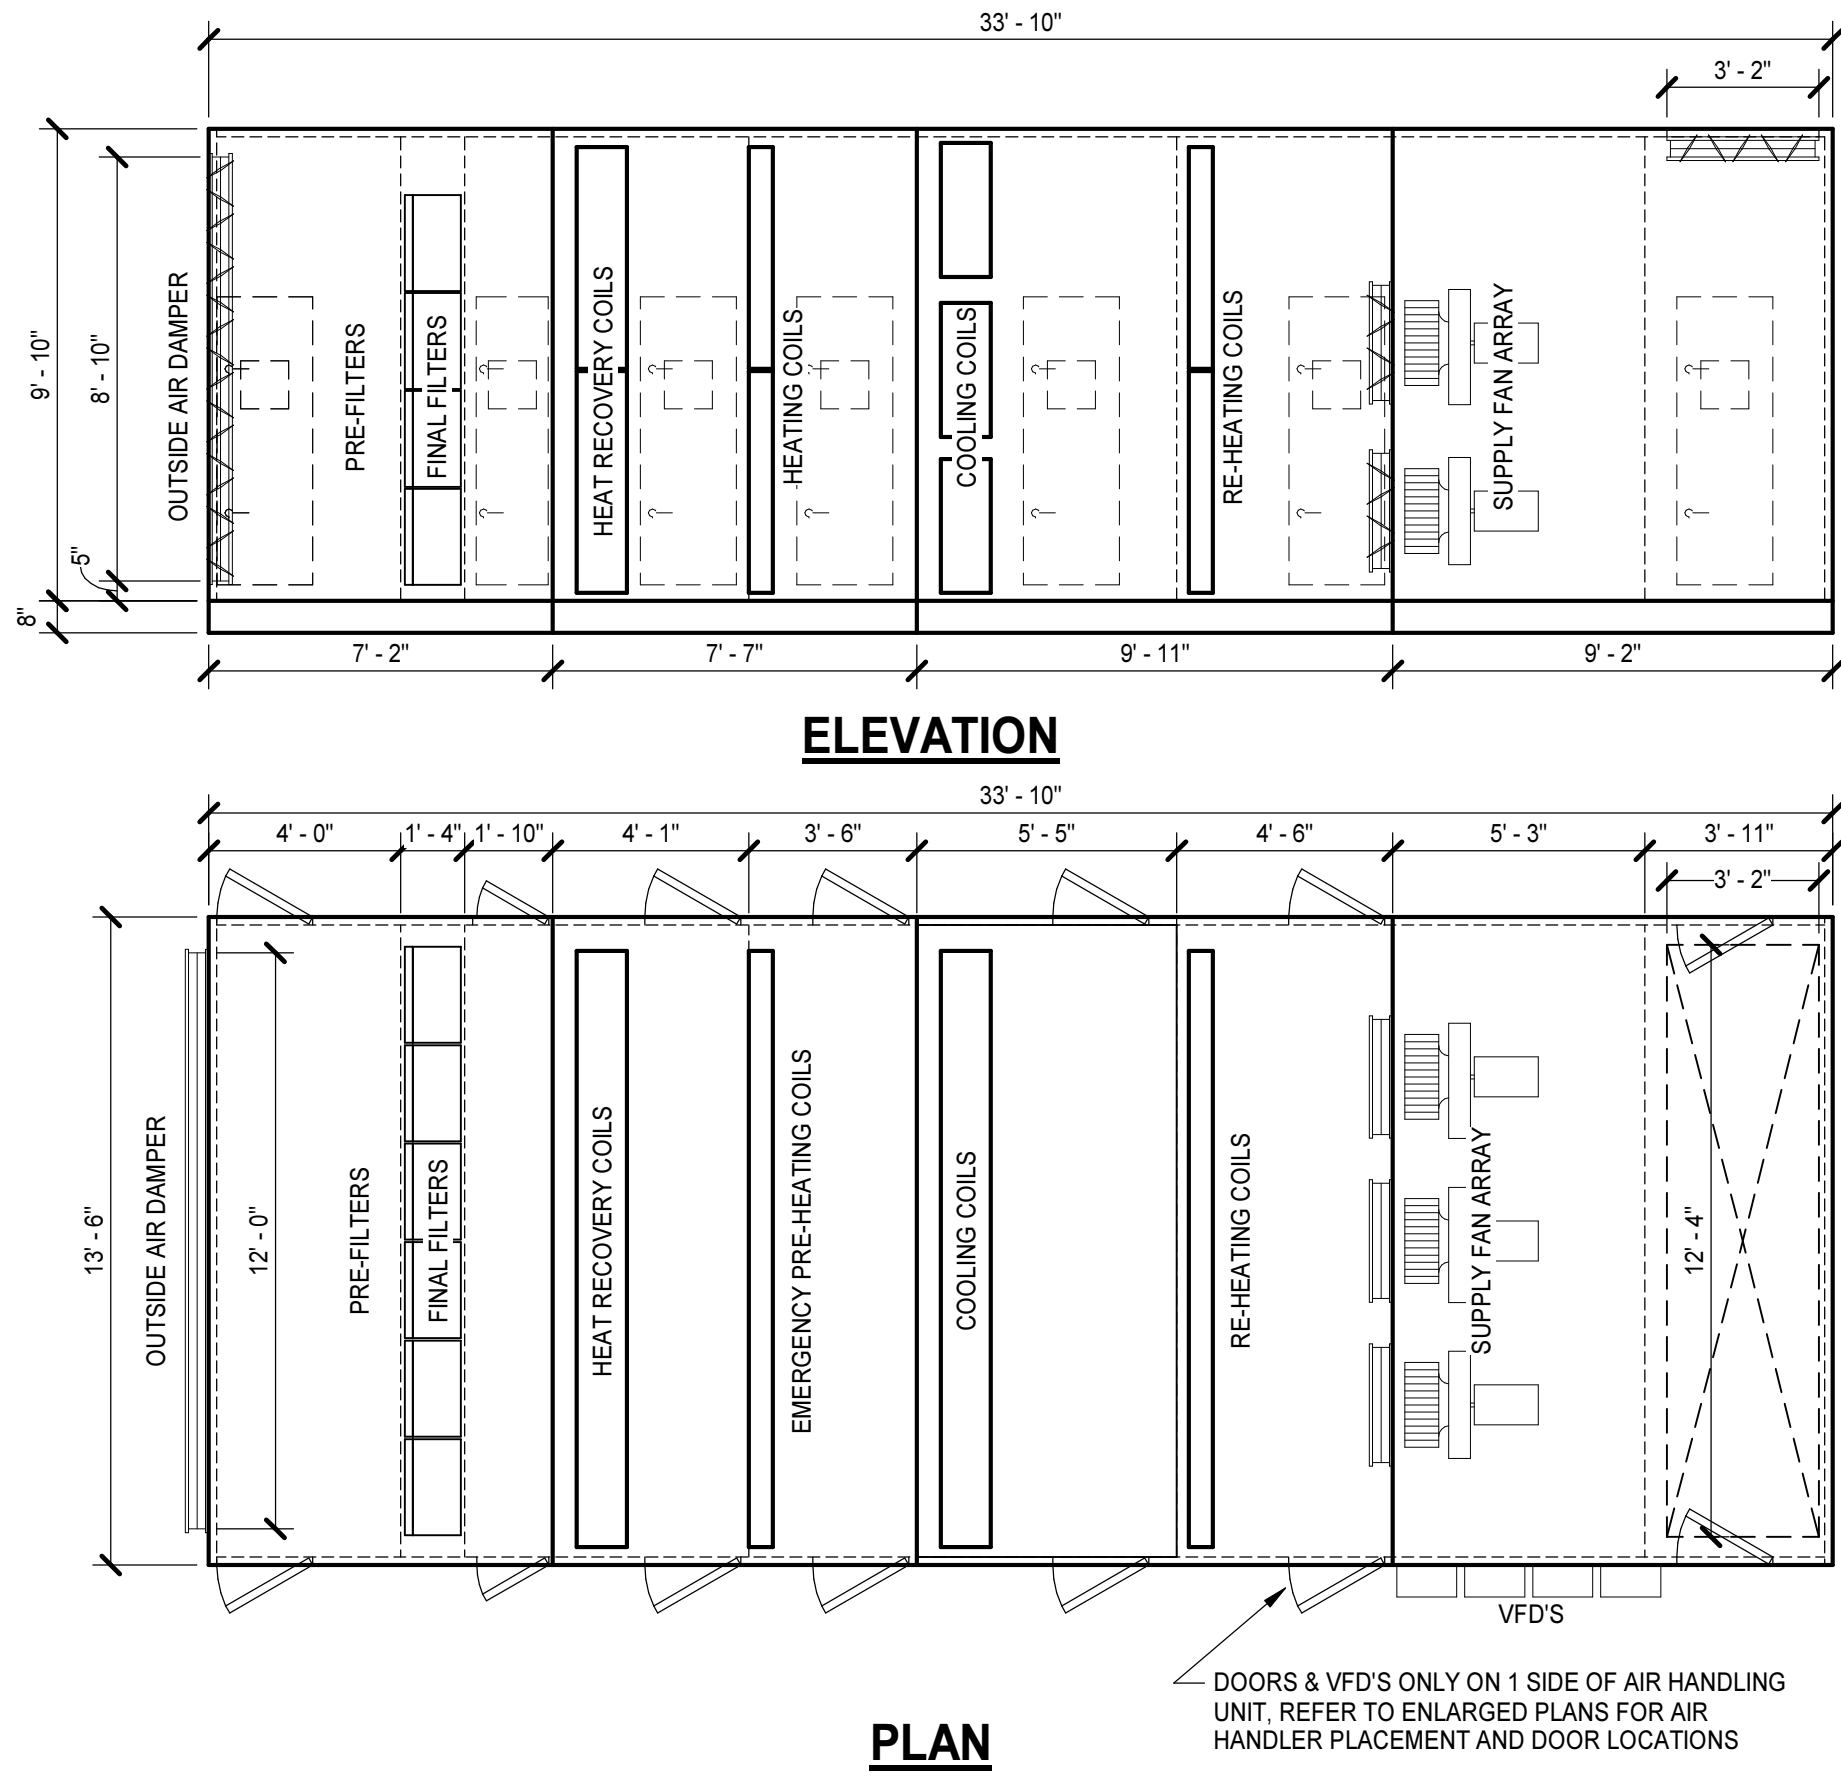 33' - 10"
3' - 2"
9' - 10"
8' - 10"
5"
8"
OUTSIDE AIR DAMPER
PRE-FILTERS
FINAL FILTERS
HEAT RECOVERY COILS
HEATING COILS
COOLING COILS
RE-HEATING COILS
SUPPLY FAN ARRAY
7' - 2"
7' - 7"
9' - 11"
9' - 2"
ELEVATION
33' - 10"
4' - 0"
1' - 4"
1' - 10"
4' - 1"
3' - 6"
5' - 5"
4' - 6"
5' - 3"
3' - 11"
3' - 2"
13' - 6"
OUTSIDE AIR DAMPER
12' - 0"
PRE-FILTERS
FINAL FILTERS
HEAT RECOVERY COILS
EMERGENCY PRE-HEATING COILS
COOLING COILS
RE-HEATING COILS
SUPPLY FAN ARRAY
12' - 4"
VFD'S
DOORS & VFD'S ONLY ON 1 SIDE OF AIR HANDLING
UNIT, REFER TO ENLARGED PLANS FOR AIR
HANDLER PLACEMENT AND DOOR LOCATIONS
PLAN